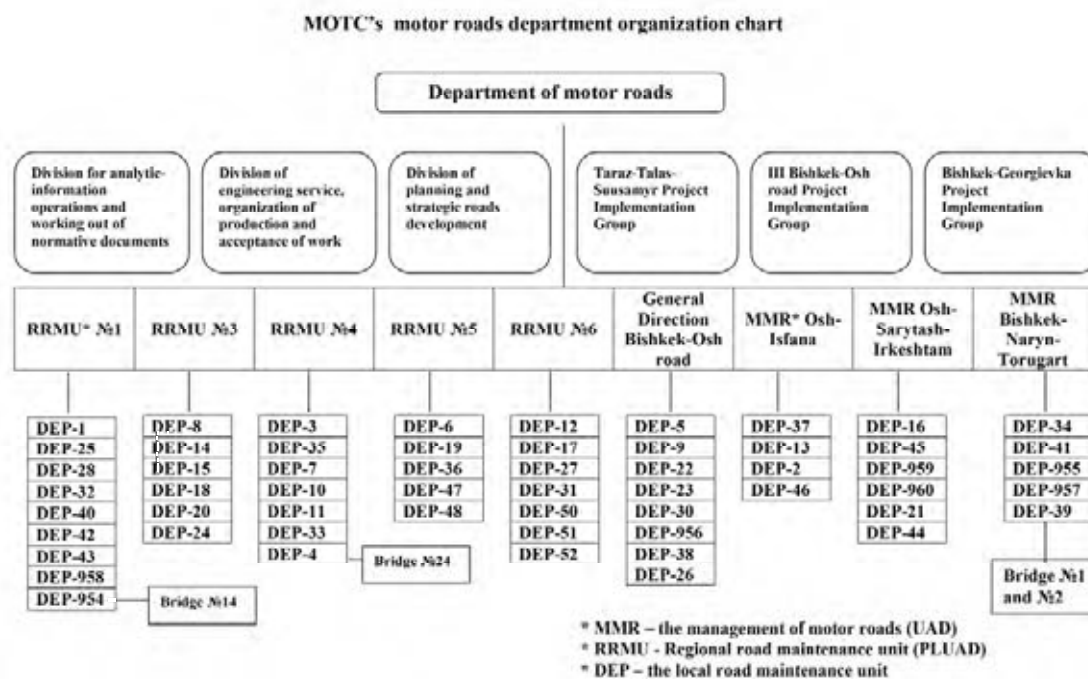 MOTC's motor roads department organization chart
Department of motor roads
Division for analytic-
information
operations and
working out of
normative documents
Division of
engineering service,
organization of
production and
acceptance of work
Division of
planning and
strategic roads
development
Taraz-Talas-
Suusamyr Project
Implementation
Group
III Bishkek-Osh
road Project
Implementation
Group
Bishkek-Georgievka
Project
Implementation
Group
RRMU* №1
RRMU №3
RRMU №4
RRMU №5
RRMU №6
General
Direction
Bishkek-Osh
road
MMR* Osh-
Isfana
MMR Osh-
Sarytash-
Irkeshtam
MMR
Bishkek-
Naryn-
Torugart
DEP-1
DEP-25
DEP-28
DEP-32
DEP-40
DEP-42
DEP-43
DEP-958
DEP-954
Bridge №14
DEP-8
DEP-14
DEP-15
DEP-18
DEP-20
DEP-24
DEP-3
DEP-35
DEP-7
DEP-10
DEP-11
DEP-33
DEP-4
Bridge №24
DEP-6
DEP-19
DEP-36
DEP-47
DEP-48
DEP-12
DEP-17
DEP-27
DEP-31
DEP-50
DEP-51
DEP-52
DEP-5
DEP-9
DEP-22
DEP-23
DEP-30
DEP-956
DEP-38
DEP-26
DEP-37
DEP-13
DEP-2
DEP-46
DEP-16
DEP-45
DEP-959
DEP-960
DEP-21
DEP-44
DEP-34
DEP-41
DEP-955
DEP-957
DEP-39
Bridge №1
and №2
* MMR – the management of motor roads (UAD)
* RRMU - Regional road maintenance unit (PLUAD)
* DEP – the local road maintenance unit